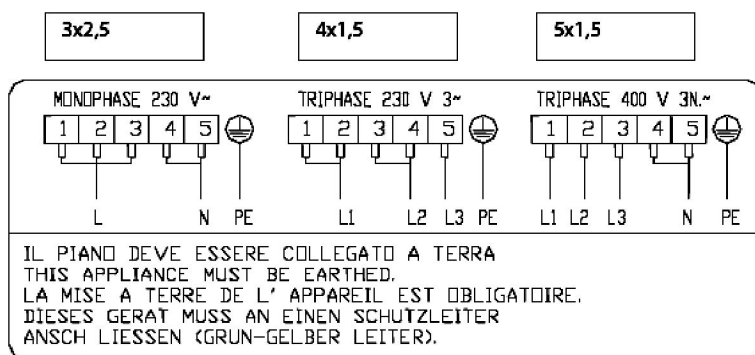 3x2,5 4x1,5 5x1,5
MONOPHASE 230 V~ TRIPHASE 230 V 3~ TRIPHASE 400 V 3N.~
1 2 3 4 5 1 2 3 4 5 1 2 3 4 5
L N PE L1 L2 L3 PE L1 L2 L3 N PE
IL PIANO DEVE ESSERE COLLEGATO A TERRA
THIS APPLIANCE MUST BE EARTHED.
LA MISE A TERRE DE L' APPAREIL EST OBLIGATOIRE.
DIESES GERAT MUSS AN EINEN SCHUTZLEITER
ANSCH LIESSEN (GRUN-GELBER LEITER).